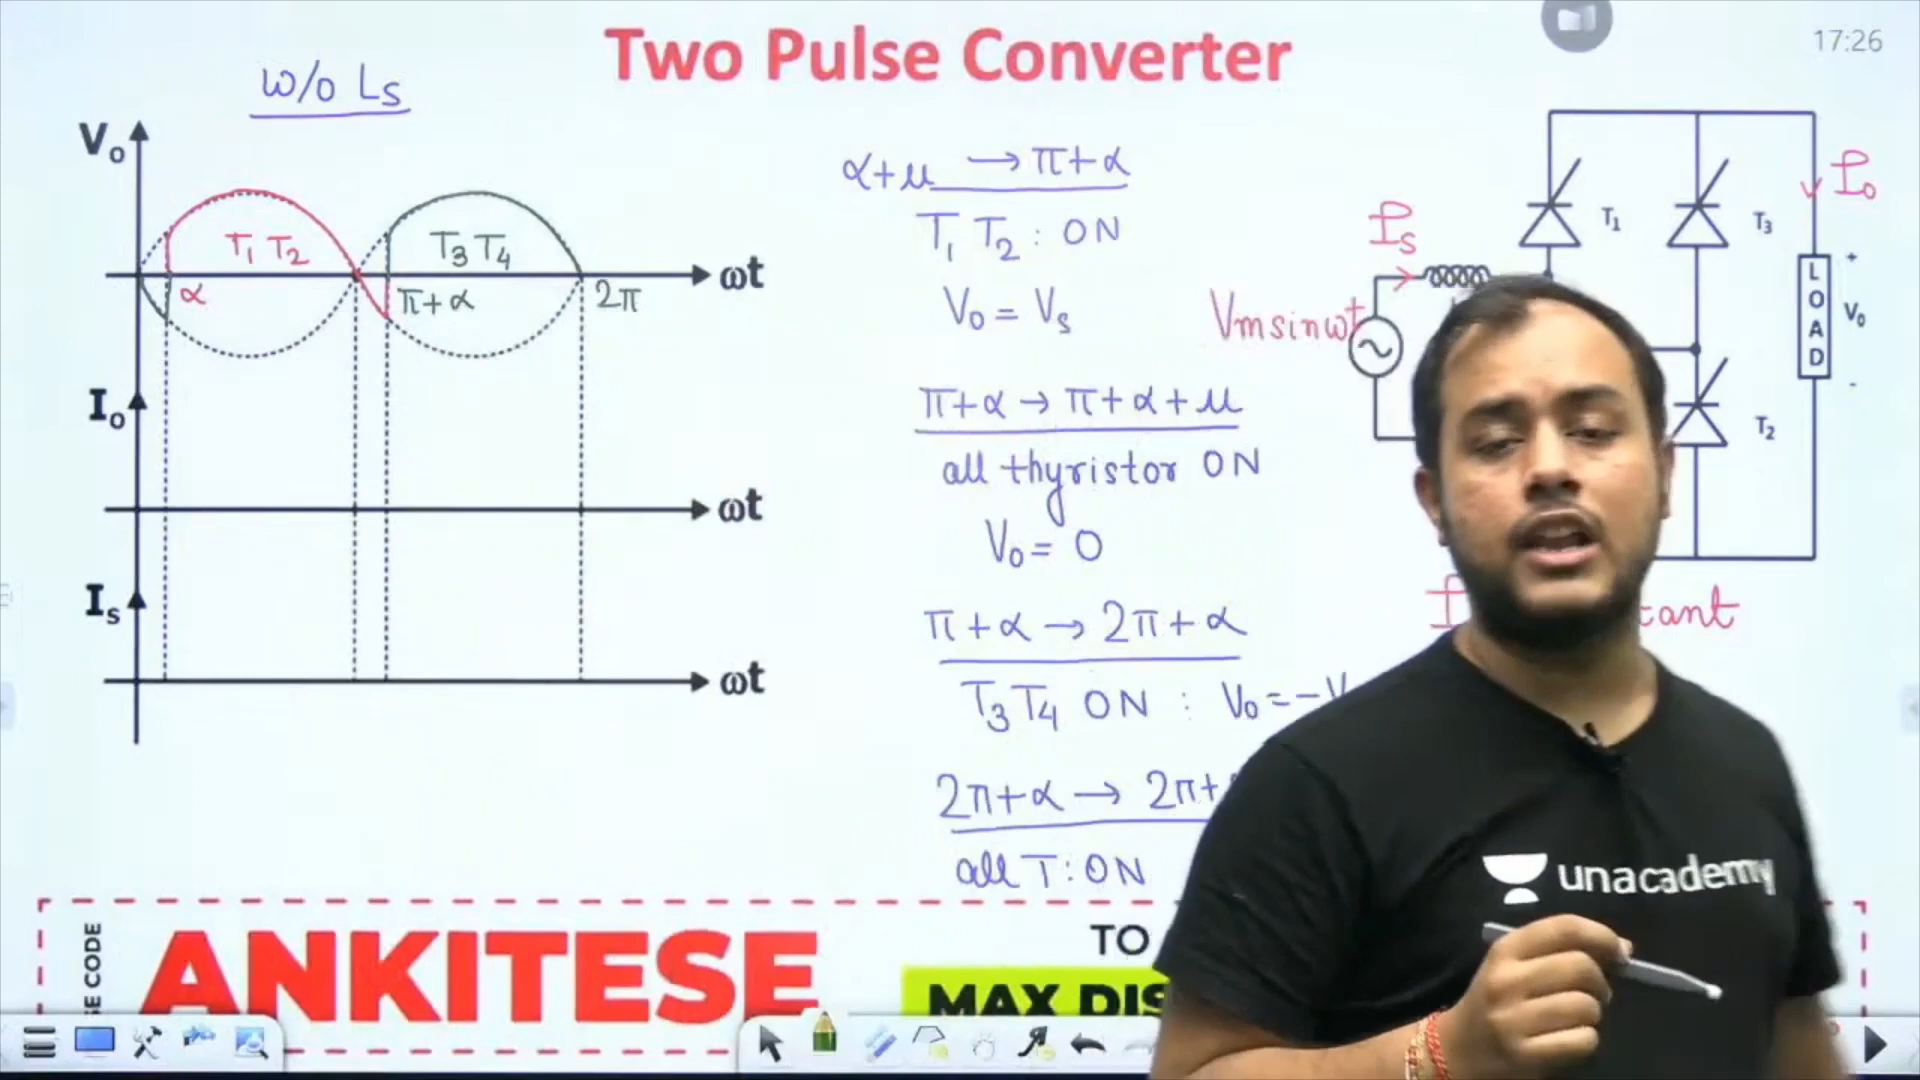 Two Pulse Converter
17:26
w/o Ls
Vo
T1 T2
T3 T4
α
π+α
2π
ωt
Io
ωt
Is
ωt
α+μ → π+α
T1 T2 : ON
Vo = Vs
π+α → π+α+μ
all thyristor ON
Vo = 0
π+α → 2π+α
T3 T4 ON : Vo = -V
2π+α → 2π+
all T : ON
Is
Io
T1
T3
Vmsinωt
+
LOAD
Vo
-
T2
tant
unacademy
SE CODE
ANKITESE
TO
MAX DIS